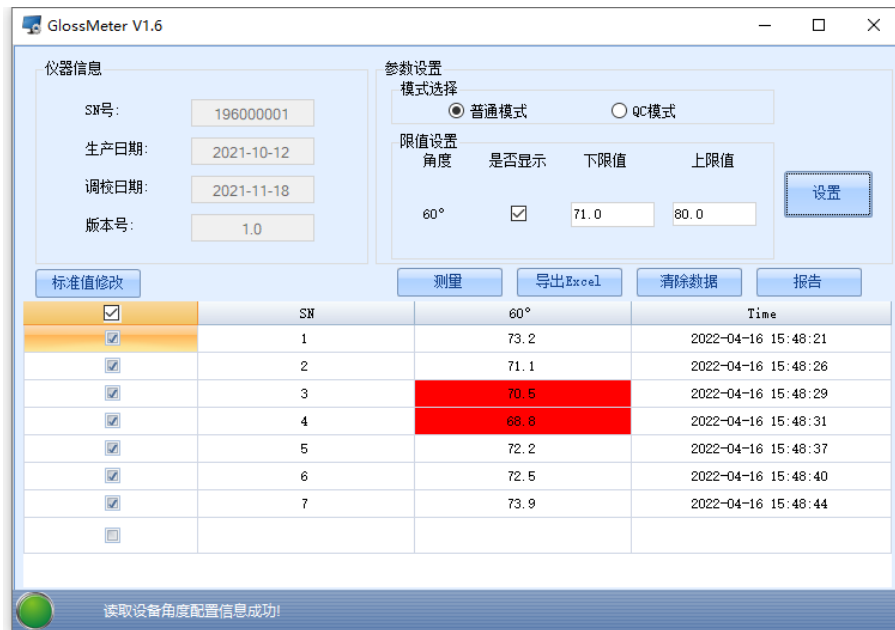 GlossMeter V1.6
仪器信息
SN号:
196000001
生产日期:
2021-10-12
调校日期:
2021-11-18
版本号:
1.0
参数设置
模式选择
普通模式
QC模式
限值设置
角度 是否显示 下限值 上限值
60° 71.0 80.0
设置
标准值修改 测量 导出Excel 清除数据 报告
SN 60° Time
1 73.2 2022-04-16 15:48:21
2 71.1 2022-04-16 15:48:26
3 70.5 2022-04-16 15:48:29
4 68.8 2022-04-16 15:48:31
5 72.2 2022-04-16 15:48:37
6 72.5 2022-04-16 15:48:40
7 73.9 2022-04-16 15:48:44
读取设备角度配置信息成功!